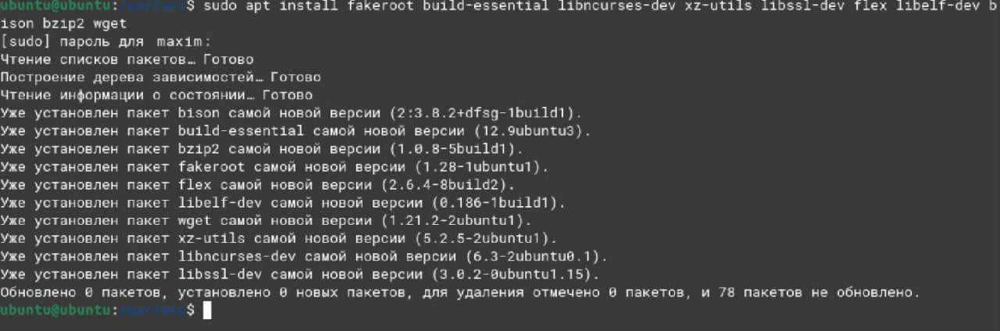 ubuntu@ubuntu:/usr/src$ sudo apt install fakeroot build-essential libncurses-dev xz-utils libssl-dev flex libelf-dev b
ison bzip2 wget
[sudo] пароль для maxim:
Чтение списков пакетов… Готово
Построение дерева зависимостей… Готово
Чтение информации о состоянии… Готово
Уже установлен пакет bison самой новой версии (2:3.8.2+dfsg-1build1).
Уже установлен пакет build-essential самой новой версии (12.9ubuntu3).
Уже установлен пакет bzip2 самой новой версии (1.0.8-5build1).
Уже установлен пакет fakeroot самой новой версии (1.28-1ubuntu1).
Уже установлен пакет flex самой новой версии (2.6.4-8build2).
Уже установлен пакет libelf-dev самой новой версии (0.186-1build1).
Уже установлен пакет wget самой новой версии (1.21.2-2ubuntu1).
Уже установлен пакет xz-utils самой новой версии (5.2.5-2ubuntu1).
Уже установлен пакет libncurses-dev самой новой версии (6.3-2ubuntu0.1).
Уже установлен пакет libssl-dev самой новой версии (3.0.2-0ubuntu1.15).
Обновлено 0 пакетов, установлено 0 новых пакетов, для удаления отмечено 0 пакетов, и 78 пакетов не обновлено.
ubuntu@ubuntu:/usr/src$